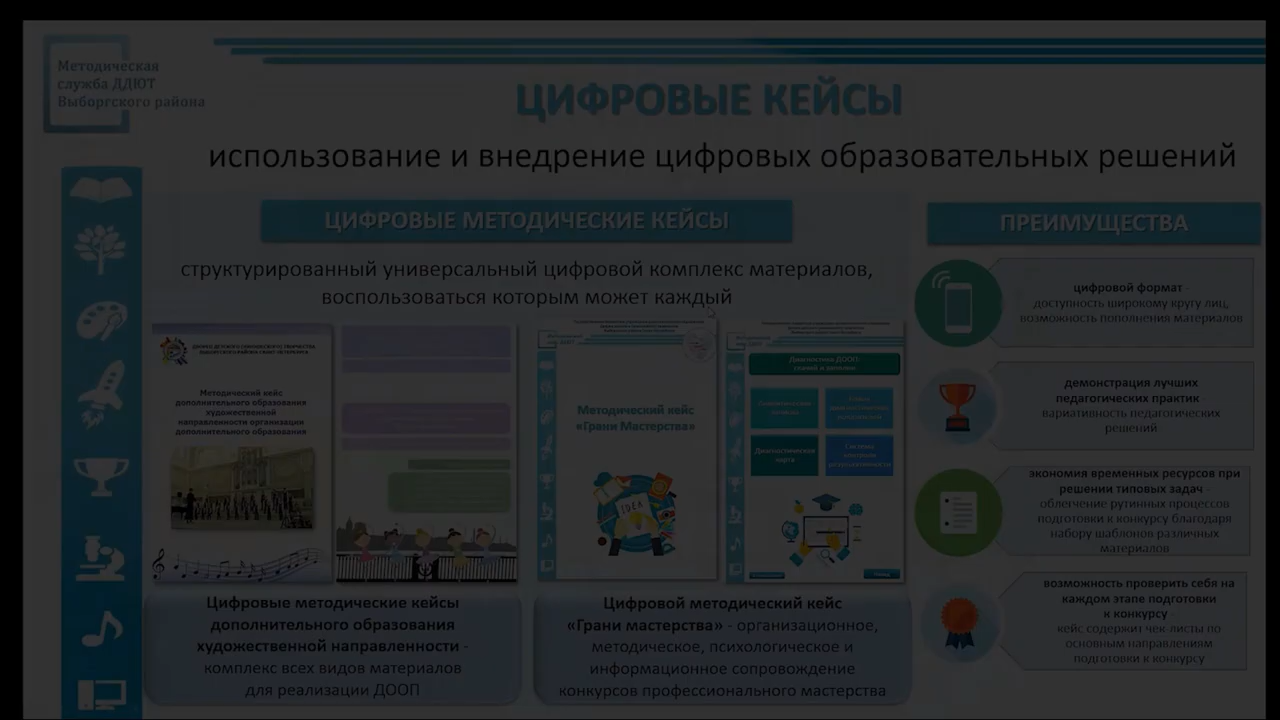 Методическая
служба ДДЮТ
Выборгского района
ЦИФРОВЫЕ КЕЙСЫ
использование и внедрение цифровых образовательных решений
ЦИФРОВЫЕ МЕТОДИЧЕСКИЕ КЕЙСЫ
структурированный универсальный цифровой комплекс материалов,
воспользоваться которым может каждый
Методический кейс
дополнительного образования
художественной
направленности организации
дополнительного образования
Методический кейс
«Грани Мастерства»
IDEA
Диагностика ДООП:
Диагностическая
карта
Цифровые методические кейсы
дополнительного образования
художественной направленности -
комплекс всех видов материалов
для реализации ДООП
Цифровой методический кейс
«Грани мастерства» - организационное,
методическое, психологическое и
информационное сопровождение
конкурсов профессионального мастерства
ПРЕИМУЩЕСТВА
цифровой формат -
доступность широкому кругу лиц,
возможность пополнения материалов
демонстрация лучших
педагогических практик -
вариативность педагогических
решений
экономия временных ресурсов при
решении типовых задач -
облегчение рутинных процессов
подготовки к конкурсу благодаря
набору шаблонов различных
материалов
возможность проверить себя на
каждом этапе подготовки
к конкурсу -
кейс содержит чек-листы по
основным направлениям
подготовки к конкурсу